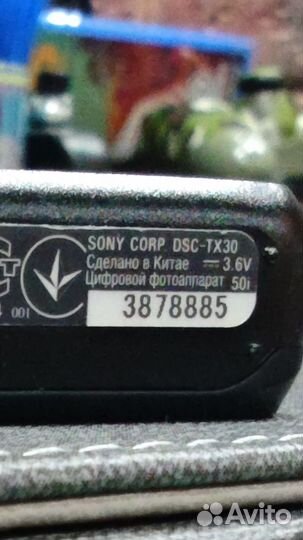 SONY CORP. DSC-TX30
Сделано в Китае 3.6V
Цифровой фотоаппарат 50i
001 3878885
Avito